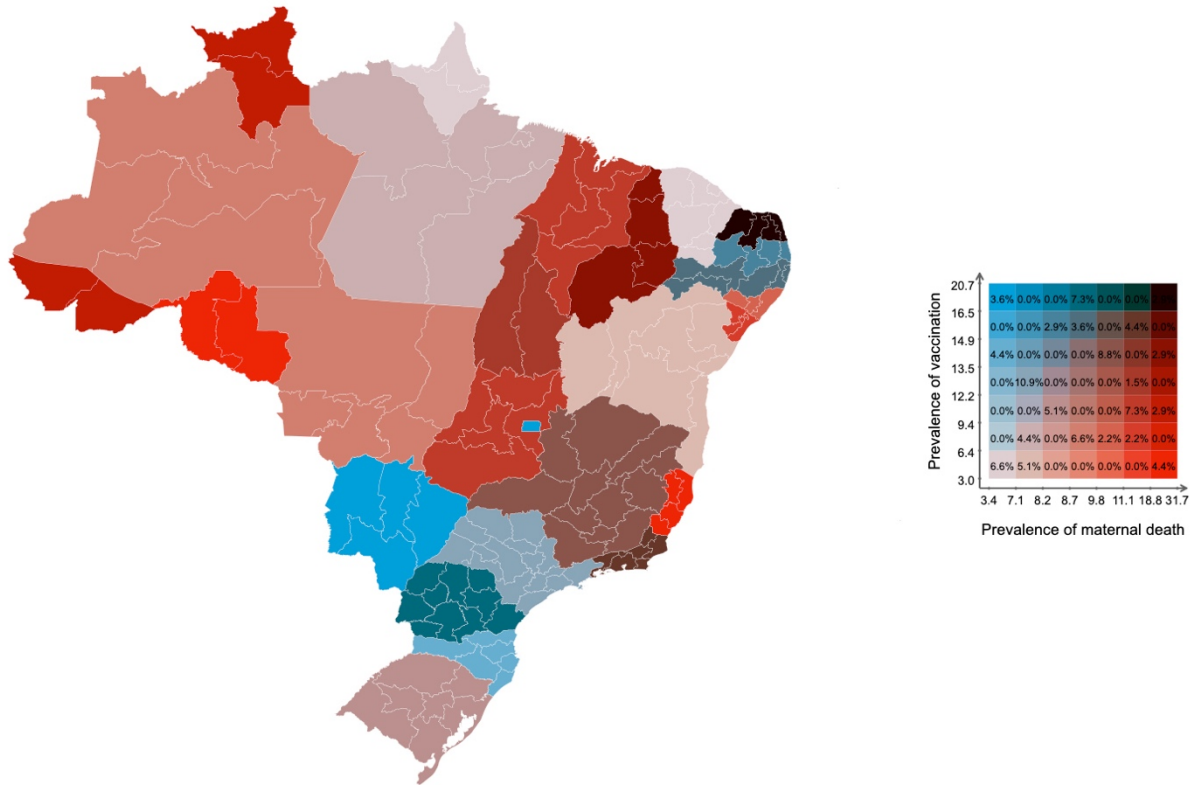 Prevalence of vaccination
20.7
3.6% 0.0% 0.0% 7.3% 0.0% 0.0%
16.5
0.0% 0.0% 2.9% 3.6% 0.0% 4.4% 0.0%
14.9
4.4% 0.0% 0.0% 0.0% 8.8% 0.0% 2.9%
13.5
0.0% 10.9% 0.0% 0.0% 0.0% 1.5% 0.0%
12.2
0.0% 0.0% 5.1% 0.0% 0.0% 7.3% 2.9%
9.4
0.0% 4.4% 0.0% 6.6% 2.2% 2.2% 0.0%
6.4
6.6% 5.1% 0.0% 0.0% 0.0% 0.0% 4.4%
3.0
3.4 7.1 8.2 8.7 9.8 11.1 18.8 31.7
Prevalence of maternal death